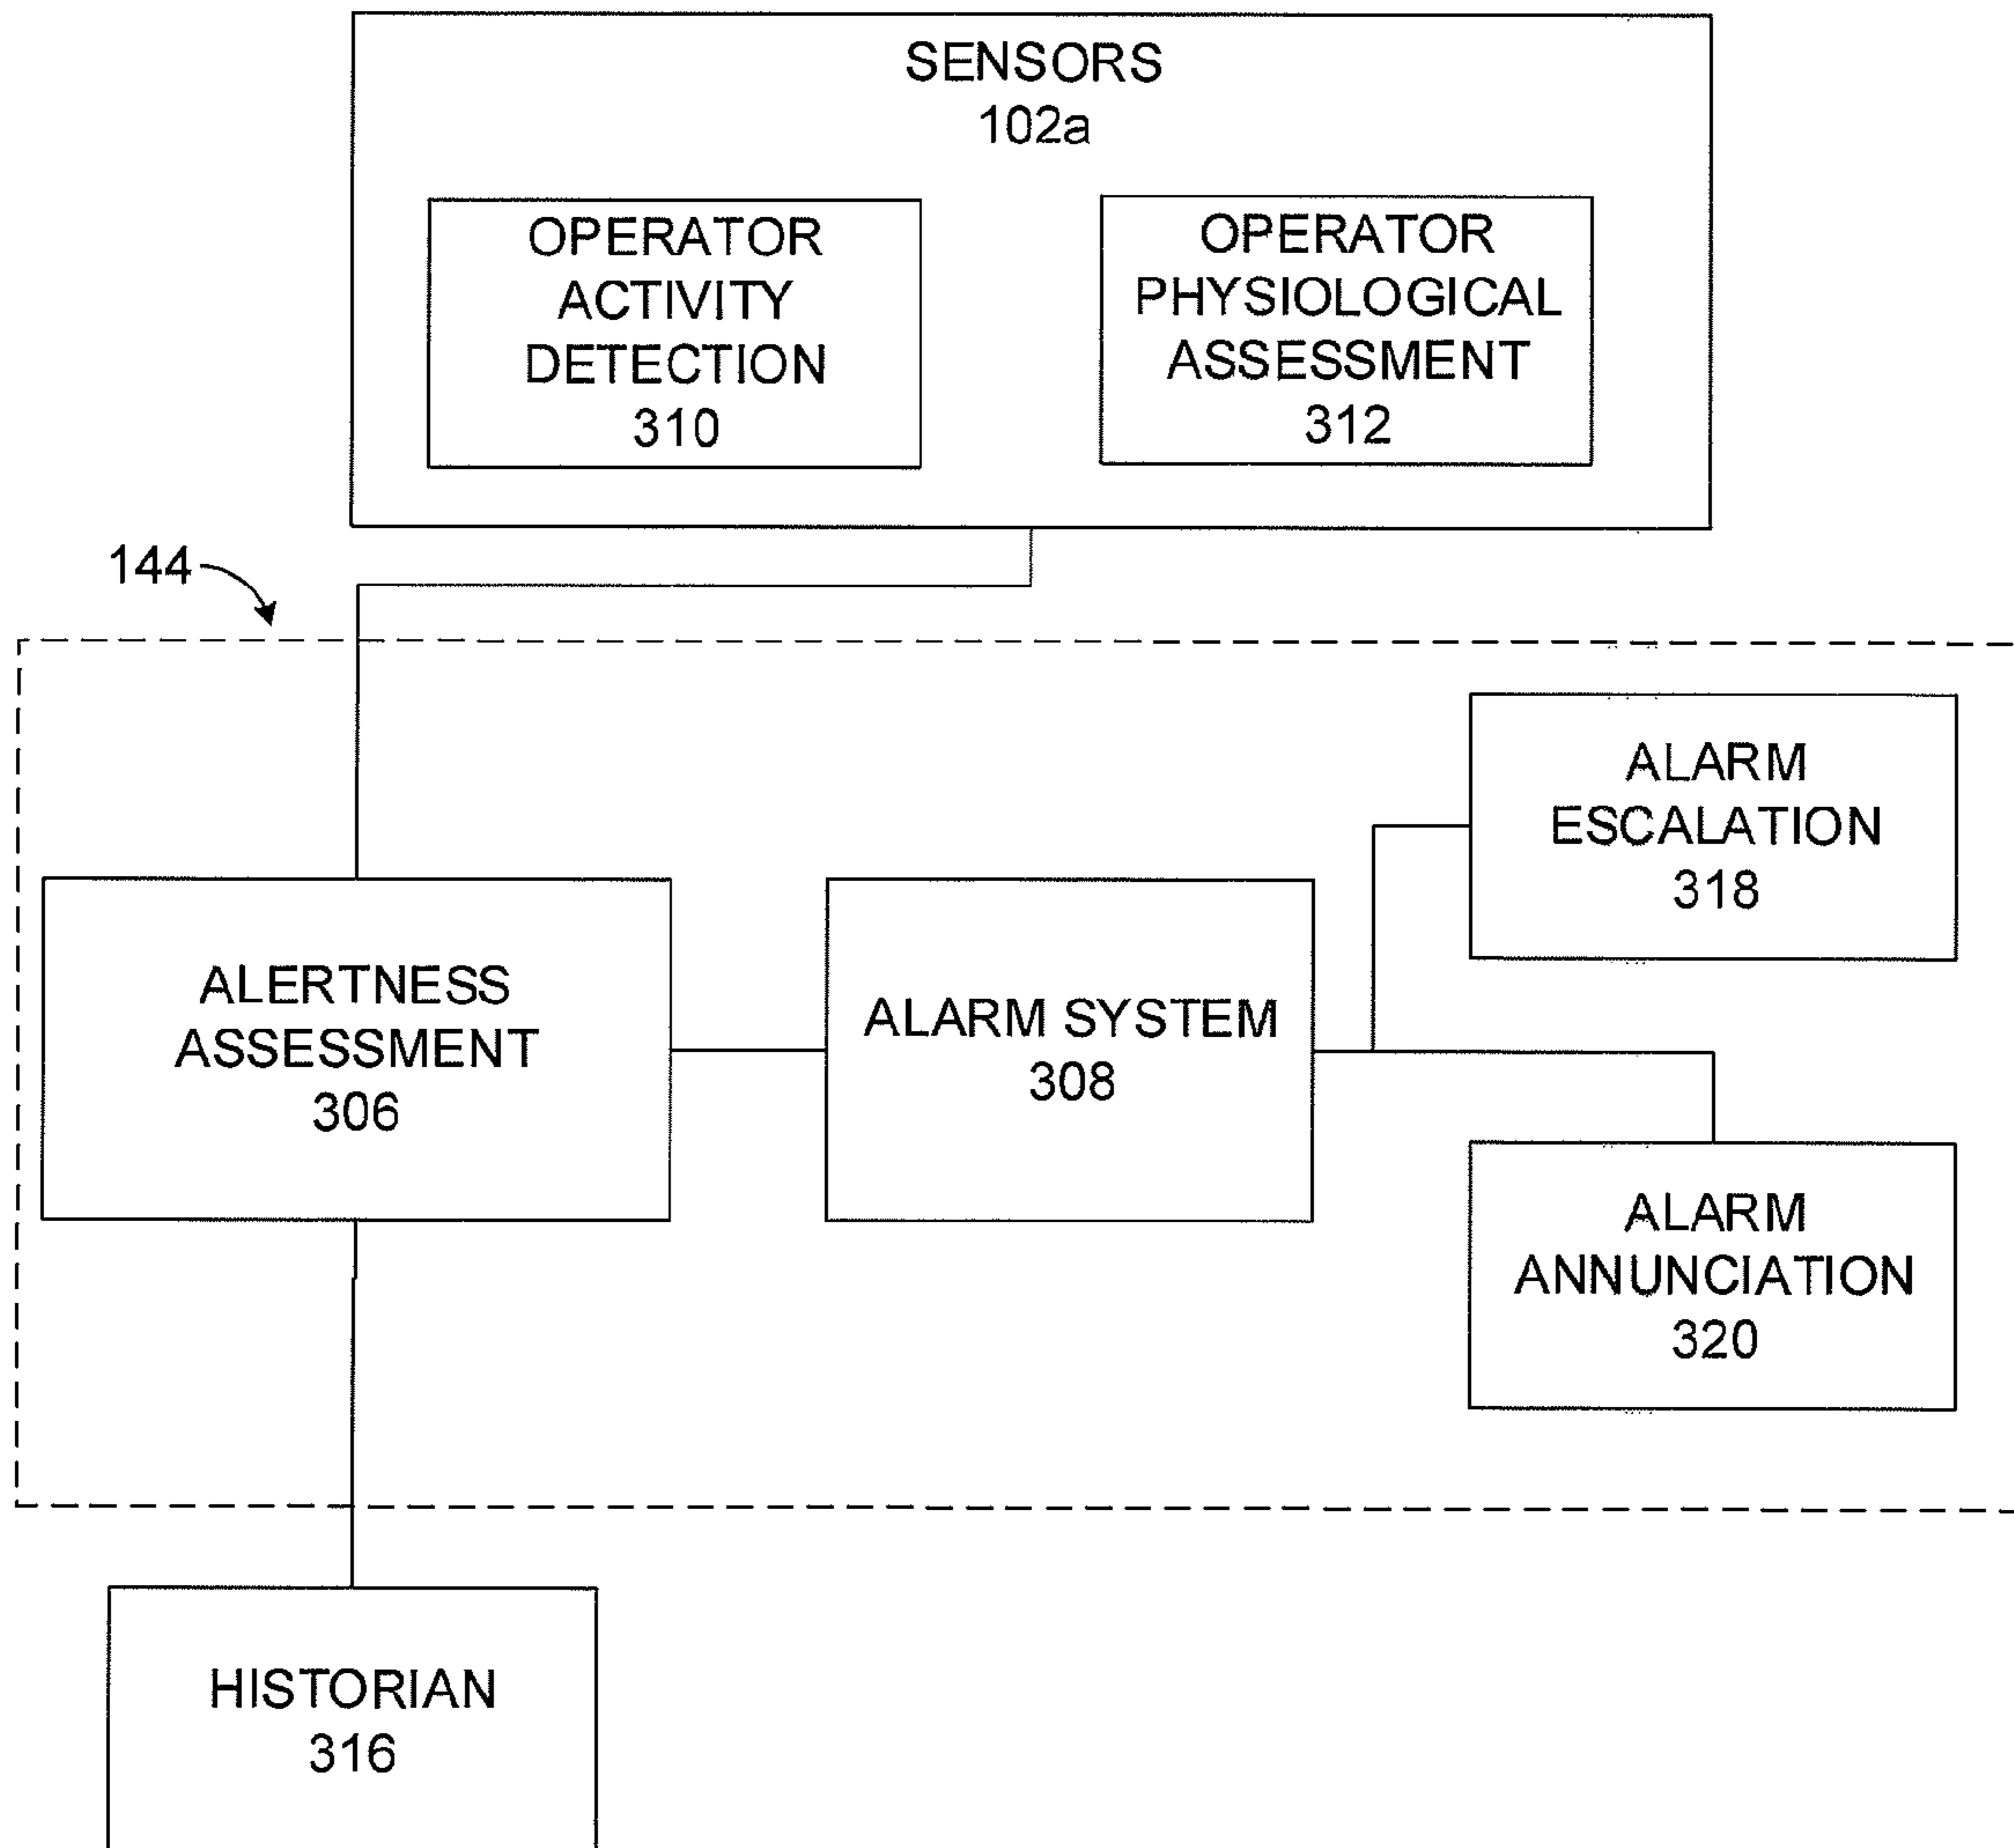 SENSORS
102a
OPERATOR
ACTIVITY
DETECTION
310
OPERATOR
PHYSIOLOGICAL
ASSESSMENT
312
144
ALARM
ESCALATION
318
ALERTNESS
ASSESSMENT
306
ALARM SYSTEM
308
ALARM
ANNUNCIATION
320
HISTORIAN
316